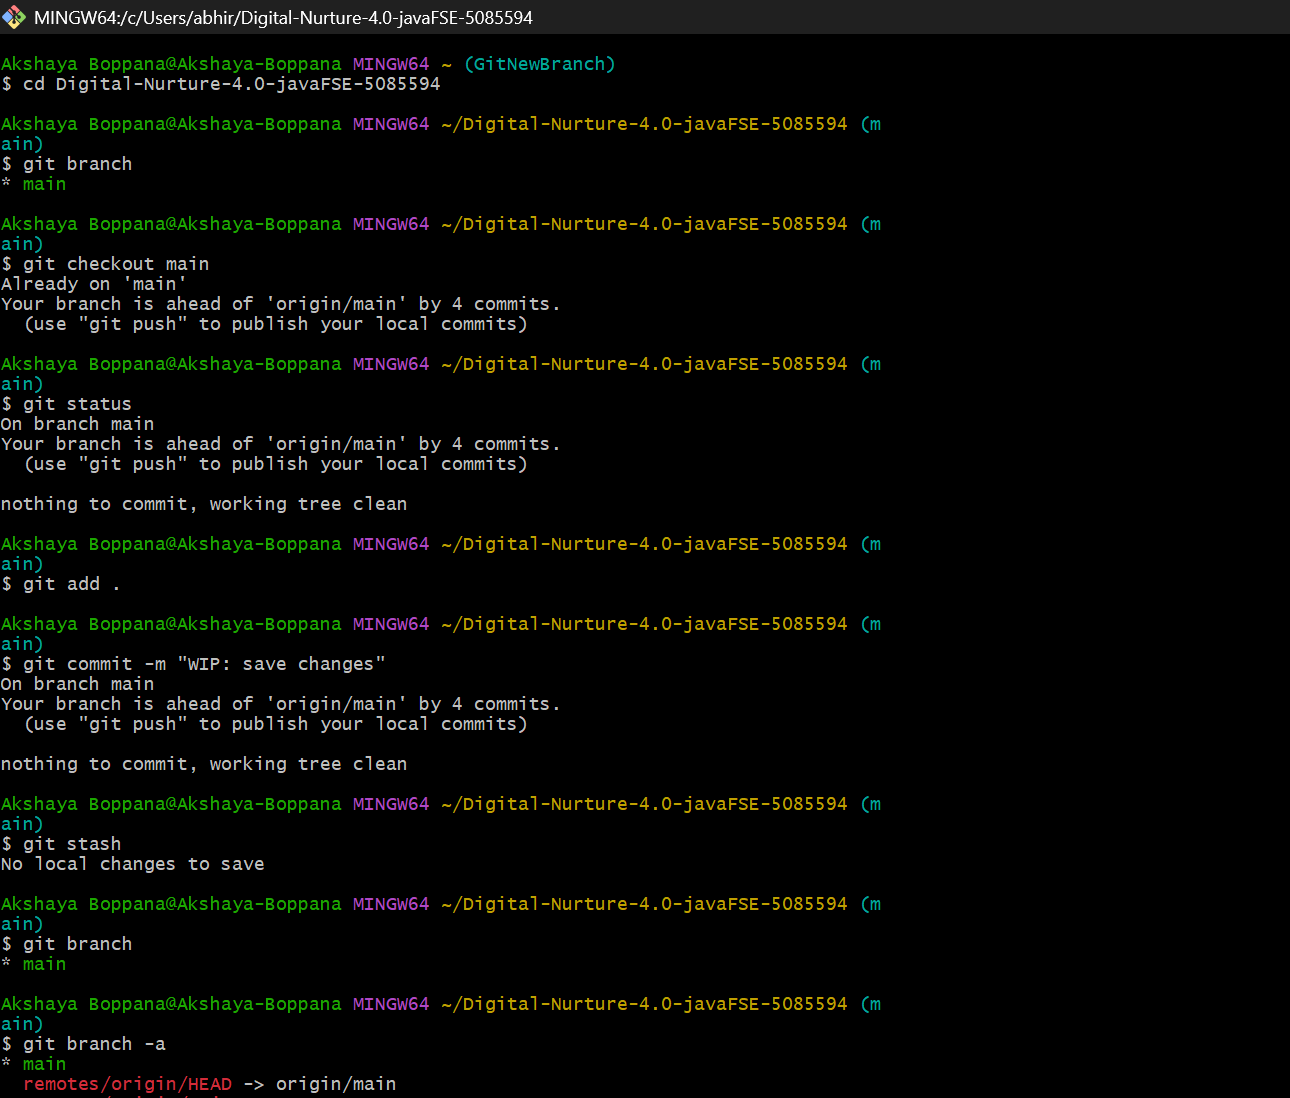 MINGW64:/c/Users/abhir/Digital-Nurture-4.0-javaFSE-5085594
Akshaya Boppana@Akshaya-Boppana MINGW64 ~ (GitNewBranch)
$ cd Digital-Nurture-4.0-javaFSE-5085594
Akshaya Boppana@Akshaya-Boppana MINGW64 ~/Digital-Nurture-4.0-javaFSE-5085594 (m
ain)
$ git branch
* main
Akshaya Boppana@Akshaya-Boppana MINGW64 ~/Digital-Nurture-4.0-javaFSE-5085594 (m
ain)
$ git checkout main
Already on 'main'
Your branch is ahead of 'origin/main' by 4 commits.
  (use "git push" to publish your local commits)
Akshaya Boppana@Akshaya-Boppana MINGW64 ~/Digital-Nurture-4.0-javaFSE-5085594 (m
ain)
$ git status
On branch main
Your branch is ahead of 'origin/main' by 4 commits.
  (use "git push" to publish your local commits)
nothing to commit, working tree clean
Akshaya Boppana@Akshaya-Boppana MINGW64 ~/Digital-Nurture-4.0-javaFSE-5085594 (m
ain)
$ git add .
Akshaya Boppana@Akshaya-Boppana MINGW64 ~/Digital-Nurture-4.0-javaFSE-5085594 (m
ain)
$ git commit -m "WIP: save changes"
On branch main
Your branch is ahead of 'origin/main' by 4 commits.
  (use "git push" to publish your local commits)
nothing to commit, working tree clean
Akshaya Boppana@Akshaya-Boppana MINGW64 ~/Digital-Nurture-4.0-javaFSE-5085594 (m
ain)
$ git stash
No local changes to save
Akshaya Boppana@Akshaya-Boppana MINGW64 ~/Digital-Nurture-4.0-javaFSE-5085594 (m
ain)
$ git branch
* main
Akshaya Boppana@Akshaya-Boppana MINGW64 ~/Digital-Nurture-4.0-javaFSE-5085594 (m
ain)
$ git branch -a
* main
  remotes/origin/HEAD -> origin/main